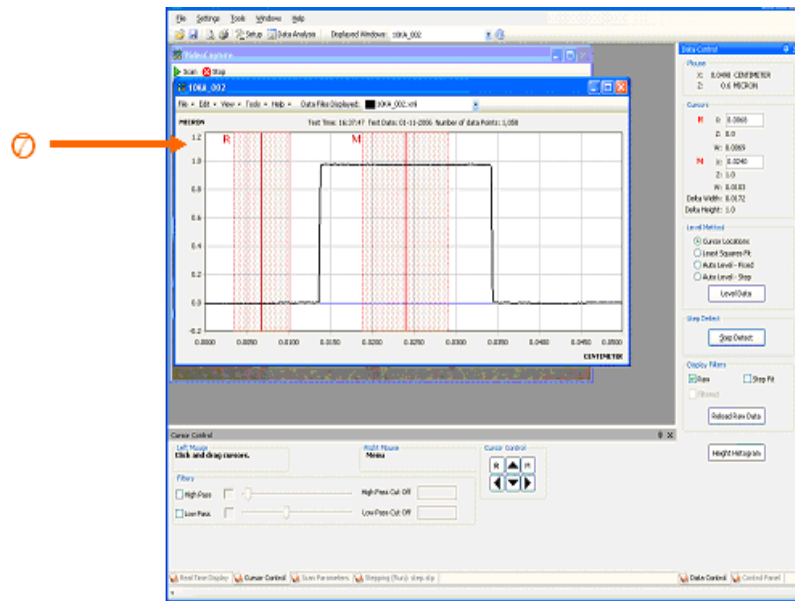 File Settings Tools Windows Help
Setup Data Analysis Displayed Windows: 10KA_002
VideoCapture
Scan Stop
10KA_002
File Edit View Tools Help Data Files Displayed: 10KA_002.xml
MICRON Test Time: 16:37:47 Test Date: 01-11-2006 Number of data Points: 1,050
R M
1.2
1.0
0.8
0.6
0.4
0.2
0.0
-0.2
0.0000 0.0050 0.0100 0.0150 0.0200 0.0250 0.0300 0.0350 0.0400 0.0450 0.0500
CENTIMETER
7
Data Control
Mouse
X: 0.0498 CENTIMETER
Z: 0.6 MICRON
Cursors
R R: 0.0068
Z: 0.0
W: 0.0069
M X: 0.0240
Z: 1.0
W: 0.0103
Delta Width: 0.0172
Delta Height: 1.0
Level Method
Cursor Locations
Least Squares Fit
Auto Level - Fixed
Auto Level - Step
Level Data
Step Detect
Step Detect
Display Filters
Raw Step Fit
Filtered
Reload Raw Data
Height Histogram
Cursor Control
Left Mouse
Click and drag cursors.
Right Mouse
Menu
Cursor Control
R M
Filters
High Pass High Pass Cut Off
Low Pass Low Pass Cut Off
Real Time Display Cursor Control Scan Parameters Stepping (Run) step.stp
Data Control Control Panel